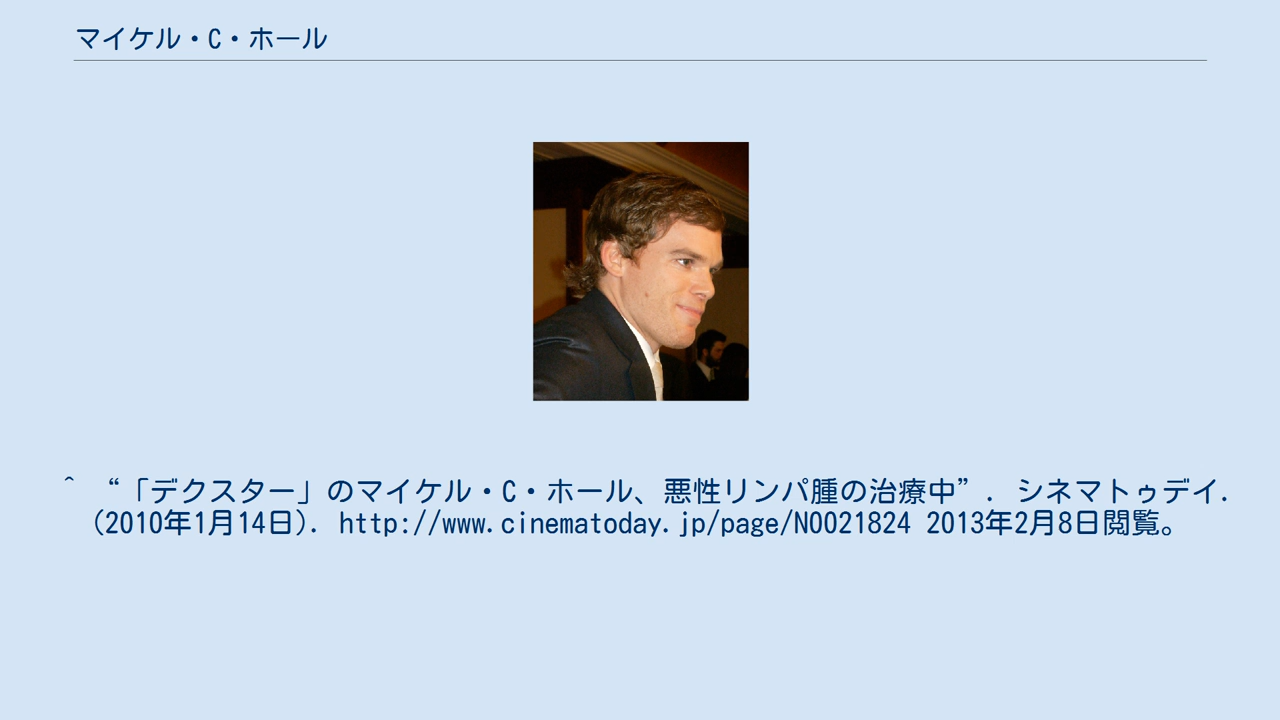 マイケル・C・ホール
^ “「デクスター」のマイケル・C・ホール、悪性リンパ腫の治療中”. シネマトゥデイ.
(2010年1月14日). http://www.cinematoday.jp/page/N0021824 2013年2月8日閲覧。